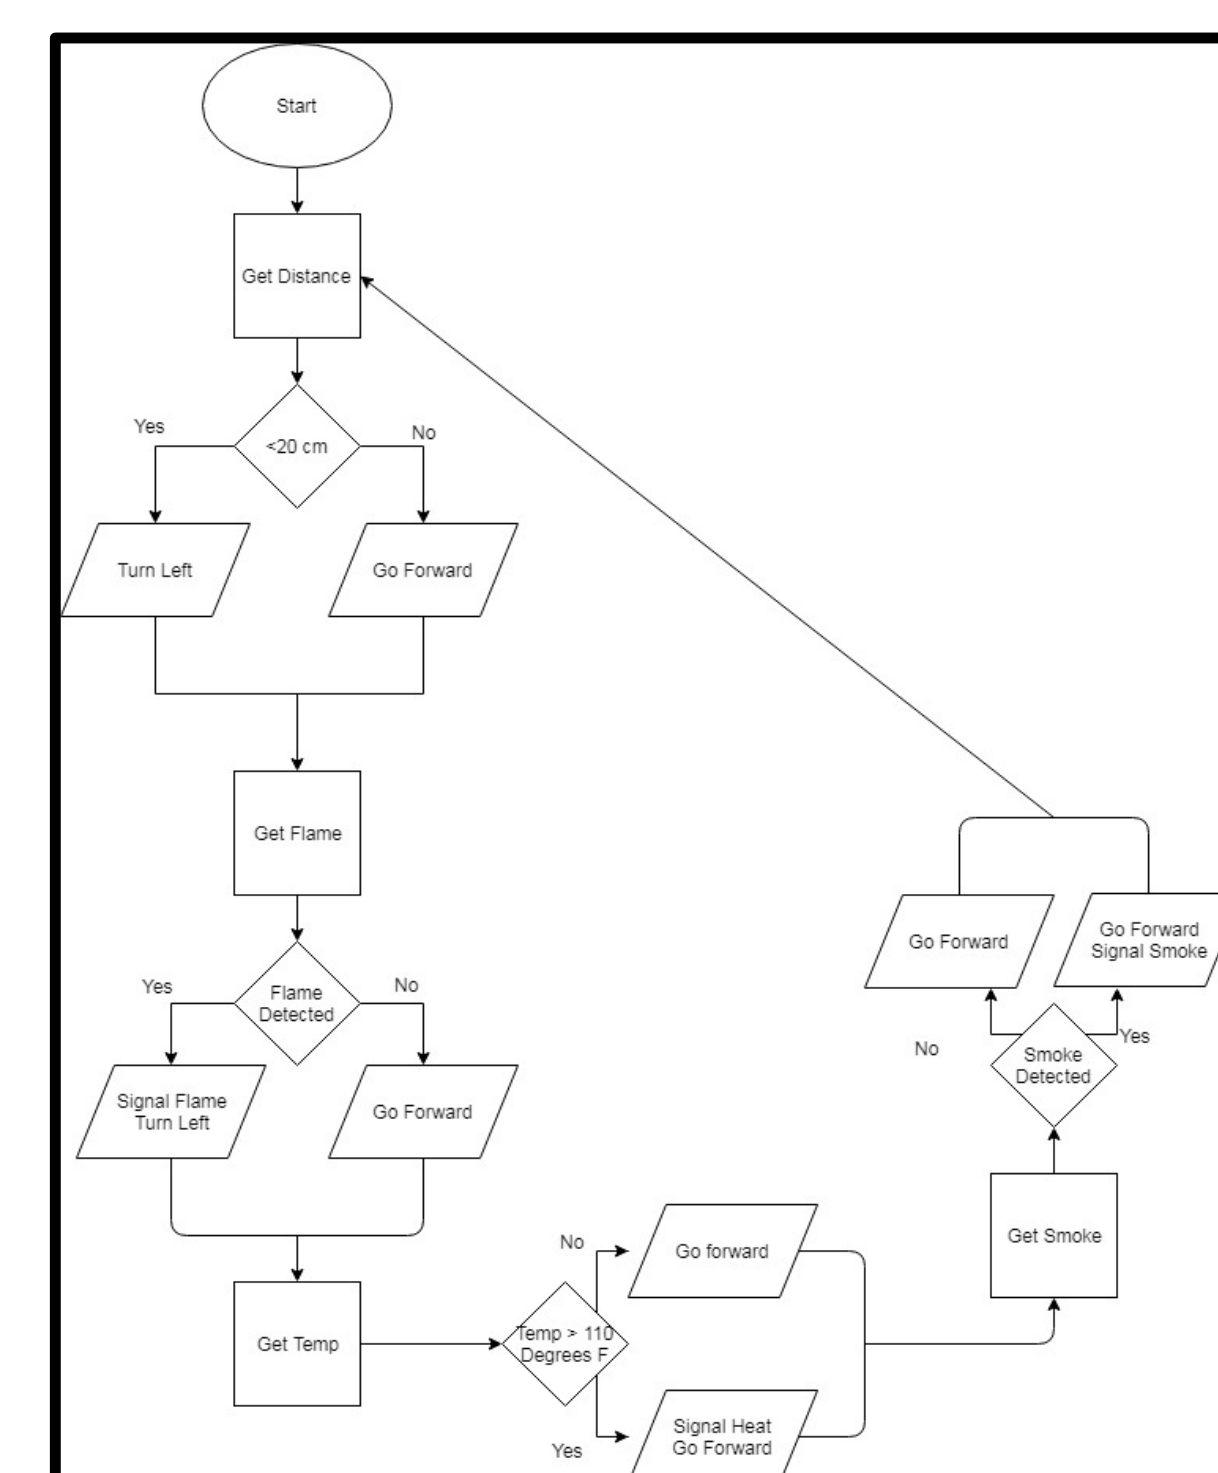 Start
Get Distance
Yes
<20 cm
No
Turn Left
Go Forward
Get Flame
Yes
Flame
Detected
No
Signal Flame
Turn Left
Go Forward
Get Temp
Temp > 110
Degrees F
No
Go forward
Yes
Signal Heat
Go Forward
Get Smoke
Smoke
Detected
No
Yes
Go Forward
Go Forward
Signal Smoke